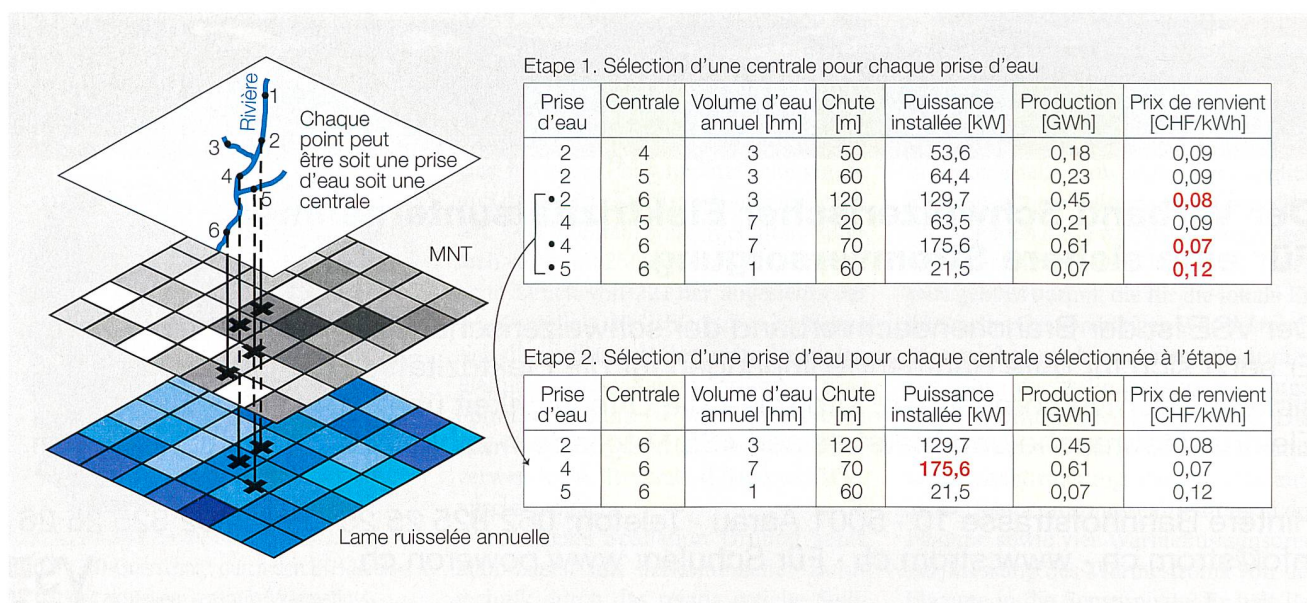 Rivière
1
2
3
4
5
6
Chaque
point peut
être soit une prise
d'eau soit une
centrale
MNT
Lame ruisselée annuelle
Etape 1. Sélection d'une centrale pour chaque prise d'eau
Prise d'eau Centrale Volume d'eau annuel [hm] Chute [m] Puissance installée [kW] Production [GWh] Prix de renvient [CHF/kWh]
2 4 3 50 53,6 0,18 0,09
2 5 3 60 64,4 0,23 0,09
• 2 6 3 120 129,7 0,45 0,08
4 5 7 20 63,5 0,21 0,09
• 4 6 7 70 175,6 0,61 0,07
• 5 6 1 60 21,5 0,07 0,12
Etape 2. Sélection d'une prise d'eau pour chaque centrale sélectionnée à l'étape 1
Prise d'eau Centrale Volume d'eau annuel [hm] Chute [m] Puissance installée [kW] Production [GWh] Prix de renvient [CHF/kWh]
2 6 3 120 129,7 0,45 0,08
4 6 7 70 175,6 0,61 0,07
5 6 1 60 21,5 0,07 0,12